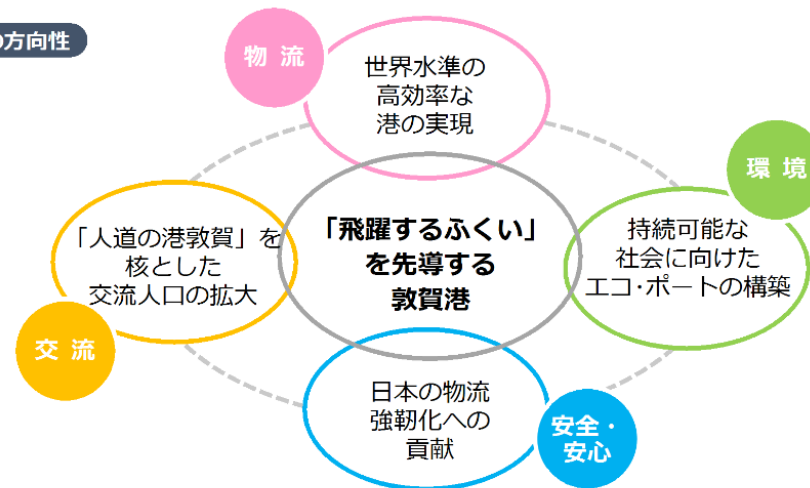 の方向性
物流
世界水準の
高効率な
港の実現
環境
「人道の港敦賀」を
核とした
交流人口の拡大
「飛躍するふくい」
を先導する
敦賀港
持続可能な
社会に向けた
エコ・ポートの構築
交流
日本の物流
強靭化への
貢献
安全・
安心